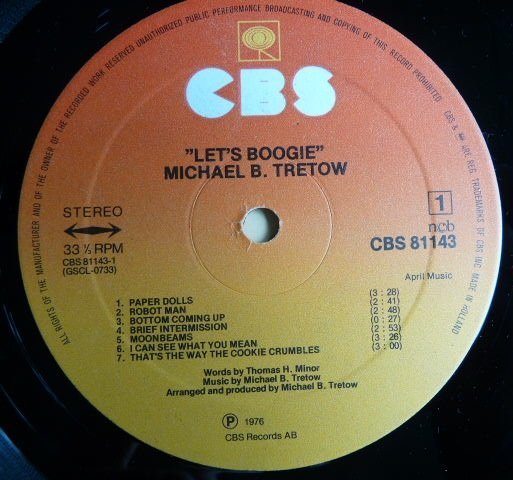 ALL RIGHTS OF THE MANUFACTURER AND OF THE OWNER OF THE RECORDED WORK RESERVED UNAUTHORIZED PUBLIC PERFORMANCE BROADCASTING AND COPYING OF THIS RECORD PROHIBITED
CBS & ARE REG. TRADEMARKS OF CBS INC. MADE IN HOLLAND
CBS
"LET'S BOOGIE"
MICHAEL B. TRETOW
STEREO
33 ⅓ RPM
CBS 81143-1
(GSCL-0733)
1
ncb
CBS 81143
April Music
1. PAPER DOLLS (3 : 28)
2. ROBOT MAN (2 : 41)
3. BOTTOM COMING UP (2 : 48)
4. BRIEF INTERMISSION (0 : 27)
5. MOONBEAMS (2 : 53)
6. I CAN SEE WHAT YOU MEAN (3 : 26)
7. THAT'S THE WAY THE COOKIE CRUMBLES (3 : 00)
Words by Thomas H. Minor
Music by Michael B. Tretow
Arranged and produced by Michael B. Tretow
℗ 1976
CBS Records AB